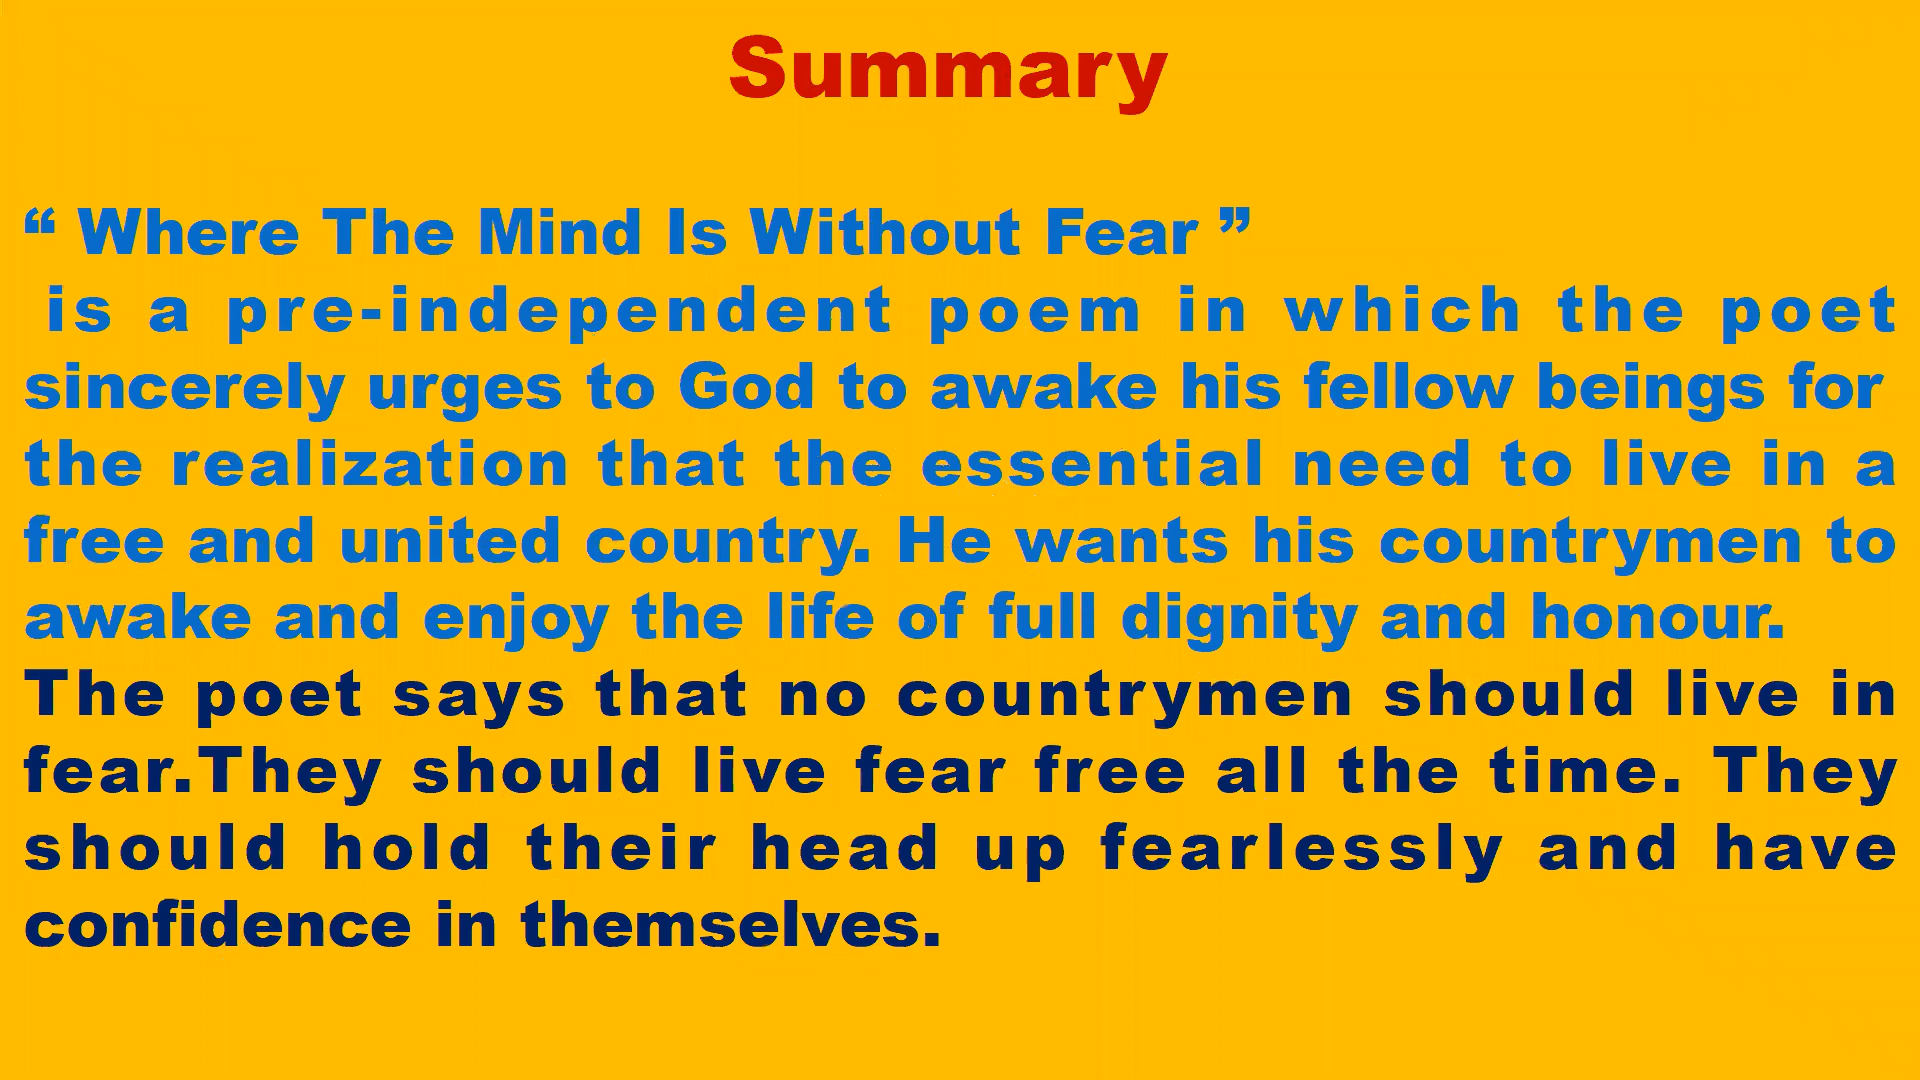 Summary
“ Where The Mind Is Without Fear ”
is a pre-independent poem in which the poet
sincerely urges to God to awake his fellow beings for
the realization that the essential need to live in a
free and united country. He wants his countrymen to
awake and enjoy the life of full dignity and honour.
The poet says that no countrymen should live in
fear.They should live fear free all the time. They
should hold their head up fearlessly and have
confidence in themselves.